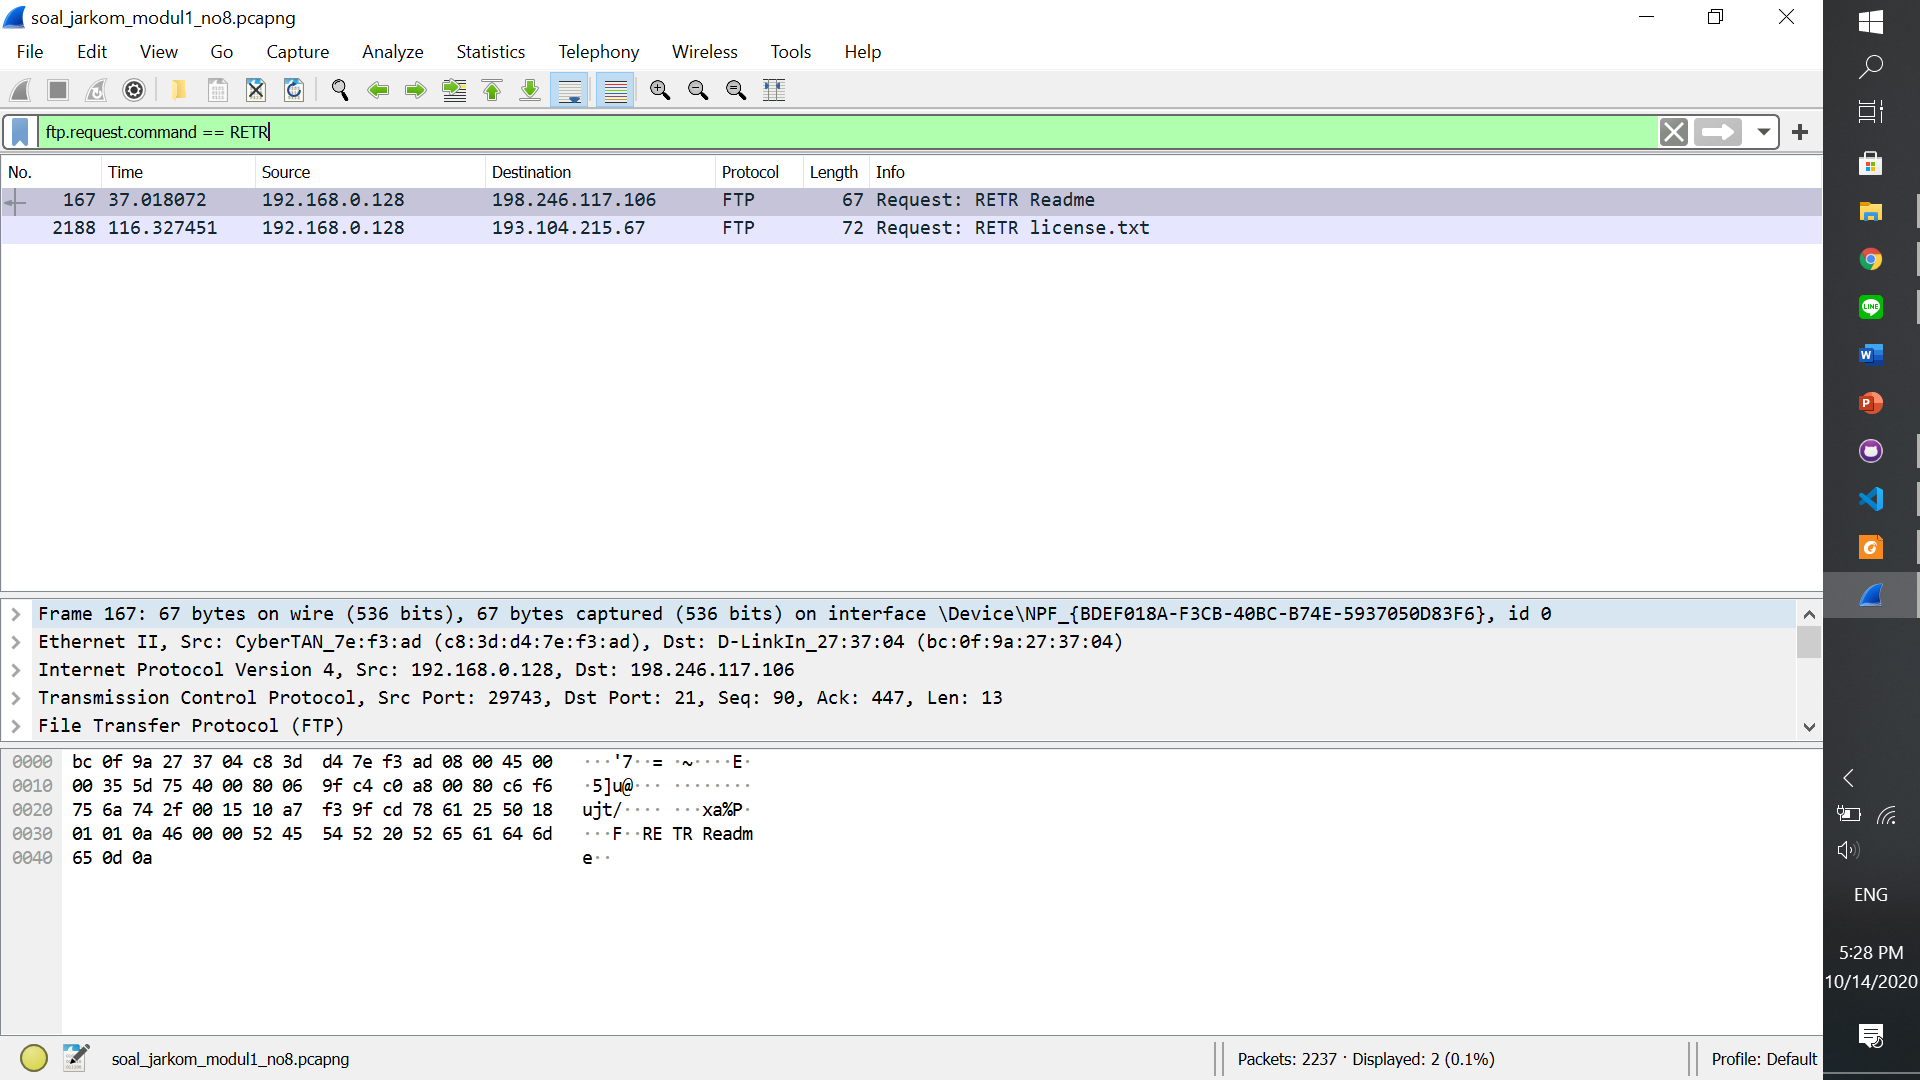 soal_jarkom_modul1_no8.pcapng
File Edit View Go Capture Analyze Statistics Telephony Wireless Tools Help
ftp.request.command == RETR
No. Time Source Destination Protocol Length Info
167 37.018072 192.168.0.128 198.246.117.106 FTP 67 Request: RETR Readme
2188 116.327451 192.168.0.128 193.104.215.67 FTP 72 Request: RETR license.txt
Frame 167: 67 bytes on wire (536 bits), 67 bytes captured (536 bits) on interface \Device\NPF_{BDEF018A-F3CB-40BC-B74E-5937050D83F6}, id 0
Ethernet II, Src: CyberTAN_7e:f3:ad (c8:3d:d4:7e:f3:ad), Dst: D-LinkIn_27:37:04 (bc:0f:9a:27:37:04)
Internet Protocol Version 4, Src: 192.168.0.128, Dst: 198.246.117.106
Transmission Control Protocol, Src Port: 29743, Dst Port: 21, Seq: 90, Ack: 447, Len: 13
File Transfer Protocol (FTP)
0000 bc 0f 9a 27 37 04 c8 3d d4 7e f3 ad 08 00 45 00 ···'7··= ·~····E·
0010 00 35 5d 75 40 00 80 06 9f c4 c0 a8 00 80 c6 f6 ·5]u@··· ········
0020 75 6a 74 2f 00 15 10 a7 f3 9f cd 78 61 25 50 18 ujt/···· ···xa%P·
0030 01 01 0a 46 00 00 52 45 54 52 20 52 65 61 64 6d ···F··RE TR Readm
0040 65 0d 0a e··
soal_jarkom_modul1_no8.pcapng
Packets: 2237 · Displayed: 2 (0.1%)
Profile: Default
LINE
W
P
ENG
5:28 PM
10/14/2020